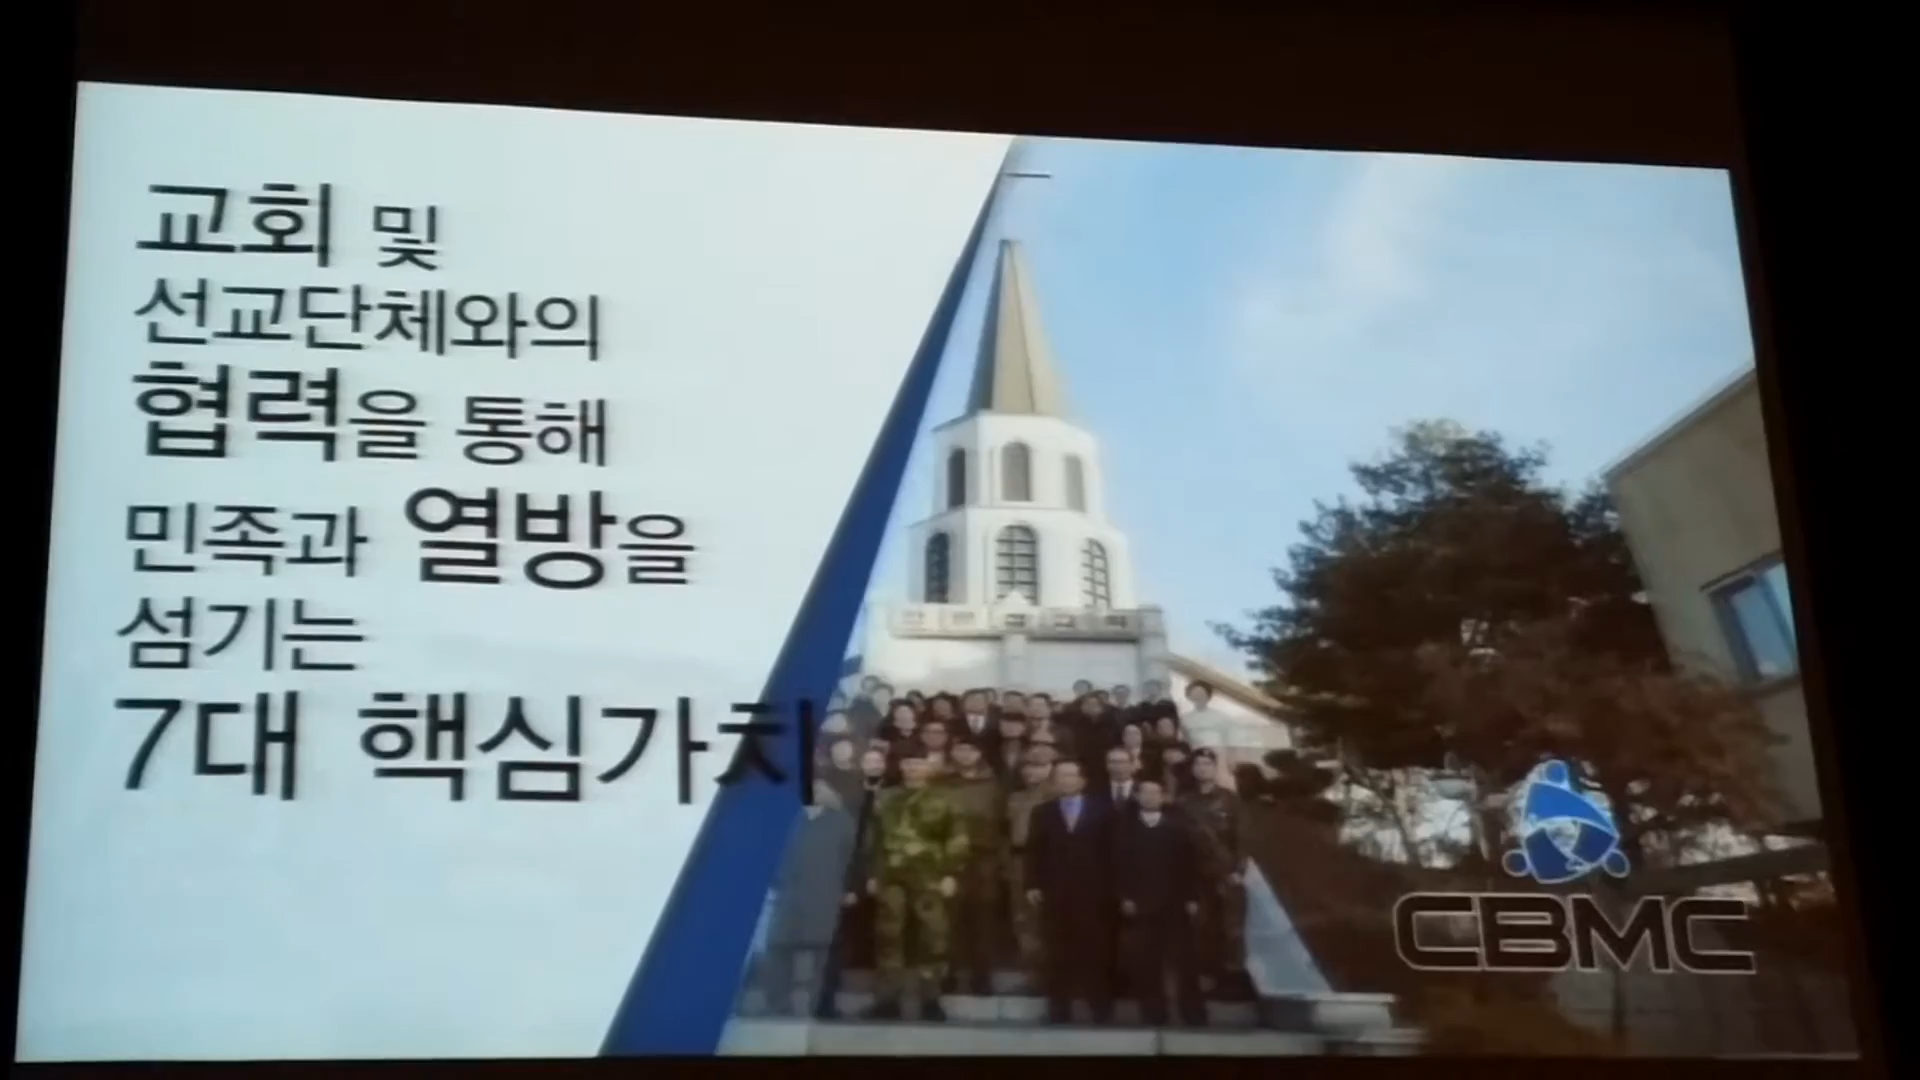 교회 및
선교단체와의
협력을 통해
민족과 열방을
섬기는
7대 핵심가치
CBMC